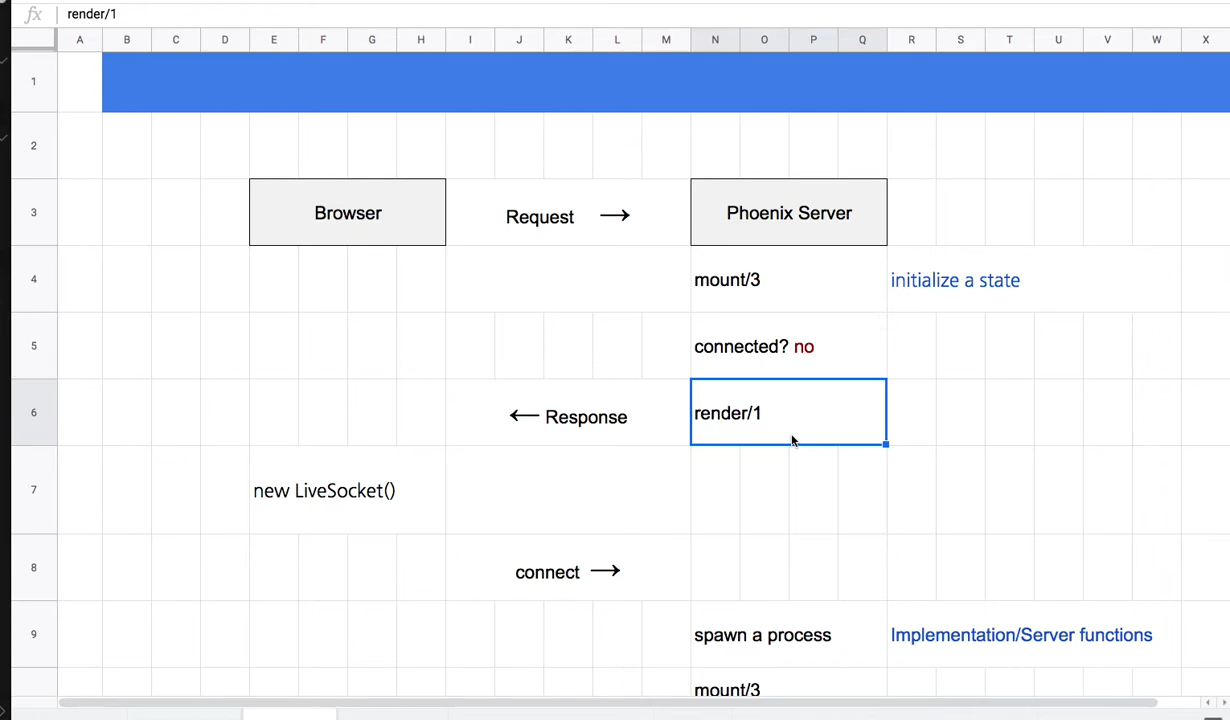 fx render/1
A B C D E F G H I J K L M N O P Q R S T U V W X
1
2
3 Browser Request → Phoenix Server
4 mount/3 initialize a state
5 connected? no
6 ← Response render/1
7 new LiveSocket()
8 connect →
9 spawn a process Implementation/Server functions
mount/3